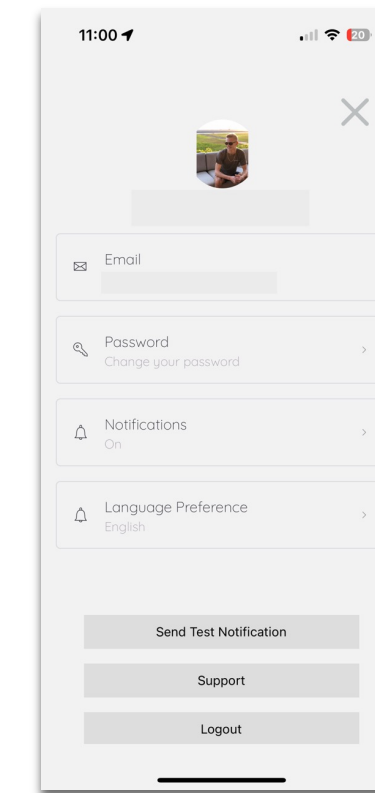 11:00
20
Email
Password
Change your password
Notifications
On
Language Preference
English
Send Test Notification
Support
Logout